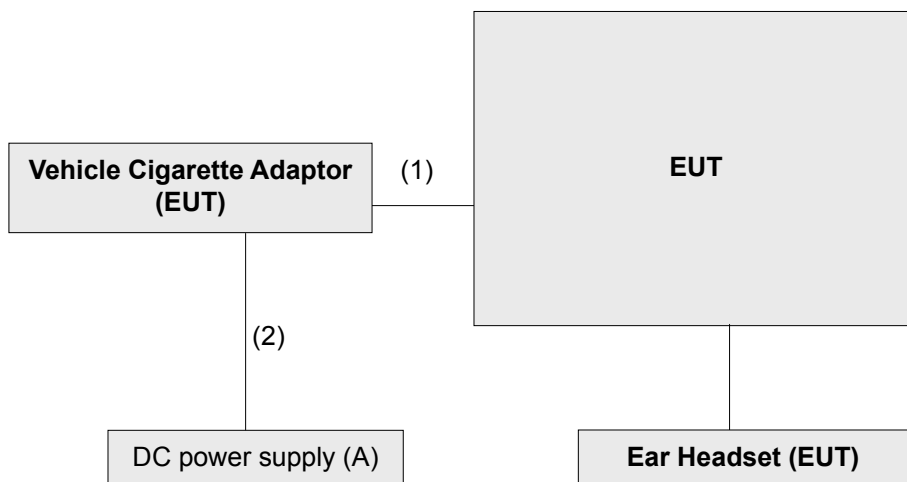 Vehicle Cigarette Adaptor
(EUT)
(1)
EUT
(2)
DC power supply (A)
Ear Headset (EUT)